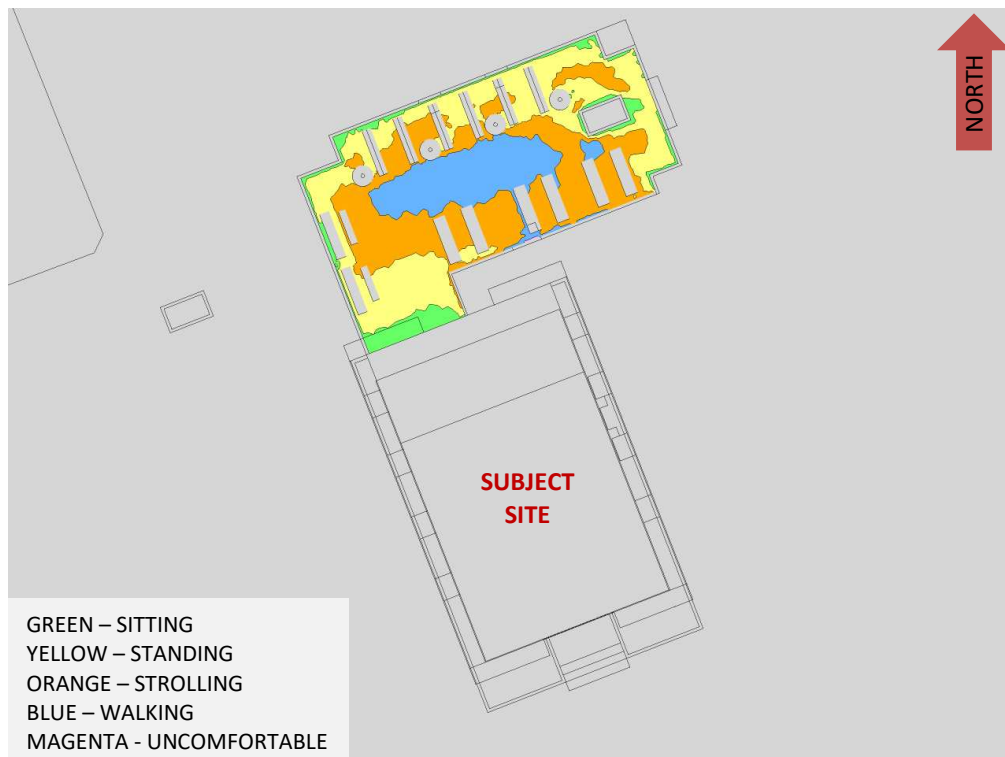 NORTH
SUBJECT
SITE
GREEN – SITTING
YELLOW – STANDING
ORANGE – STROLLING
BLUE – WALKING
MAGENTA - UNCOMFORTABLE